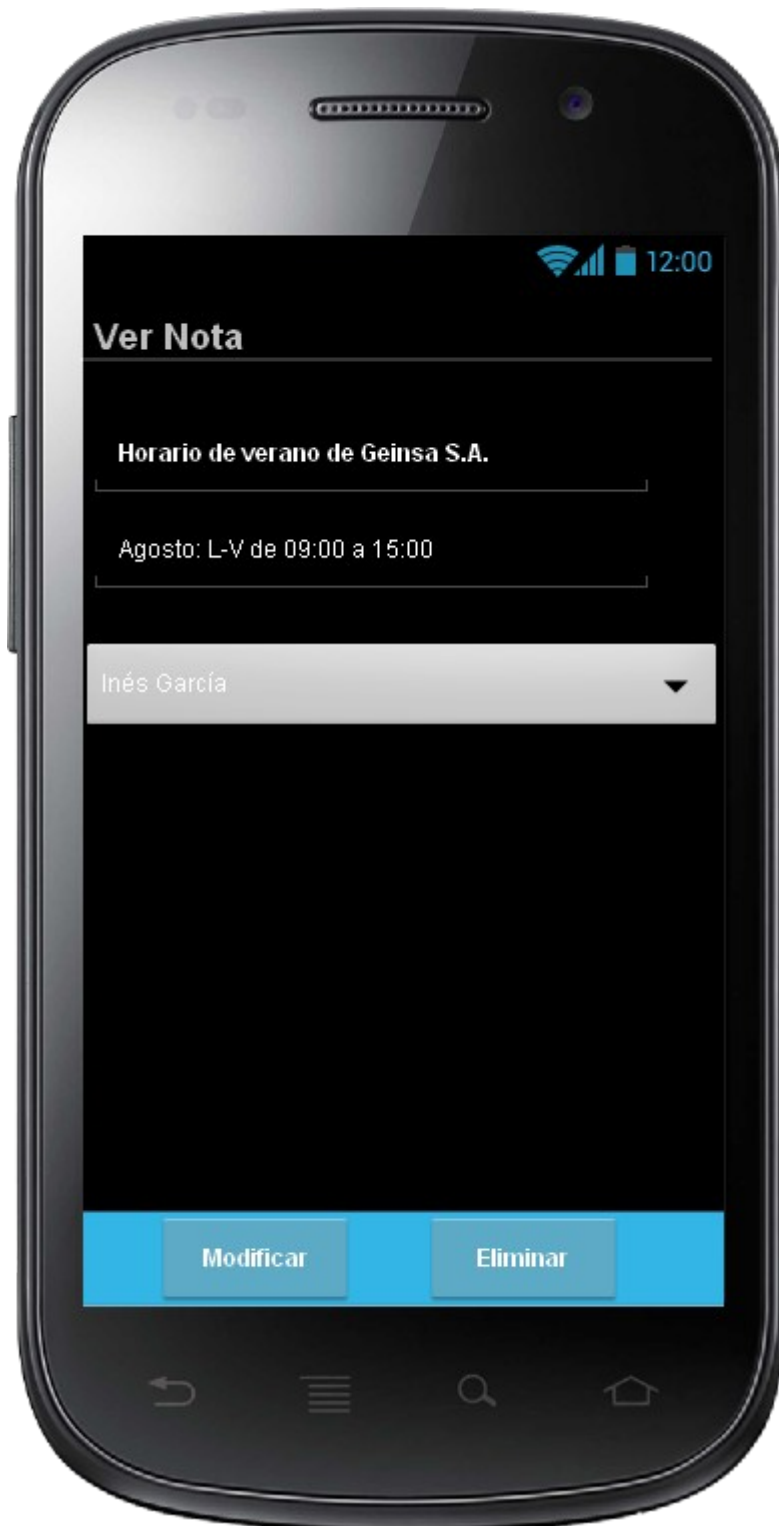 12:00
Ver Nota
Horario de verano de Geinsa S.A.
Agosto: L-V de 09:00 a 15:00
Inés García
Modificar Eliminar